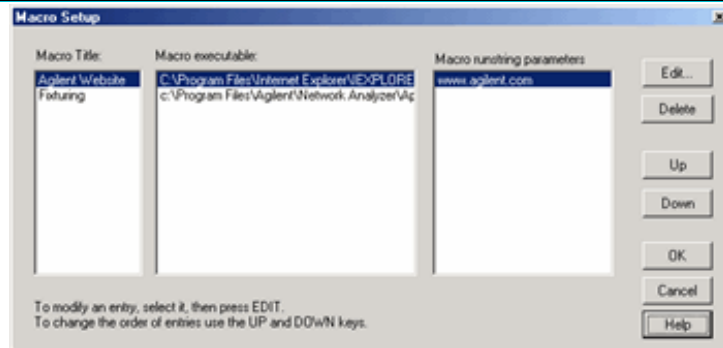 Macro Setup
Macro Title:
Macro executable:
Macro runstring parameters
Agilent Website
C:\Program Files\Internet Explorer\IEXPLORE
www.agilent.com
Fixturing
c:\Program Files\Agilent\Network Analyzer\Ap
Edit...
Delete
Up
Down
OK
Cancel
Help
To modify an entry, select it, then press EDIT.
To change the order of entries use the UP and DOWN keys.